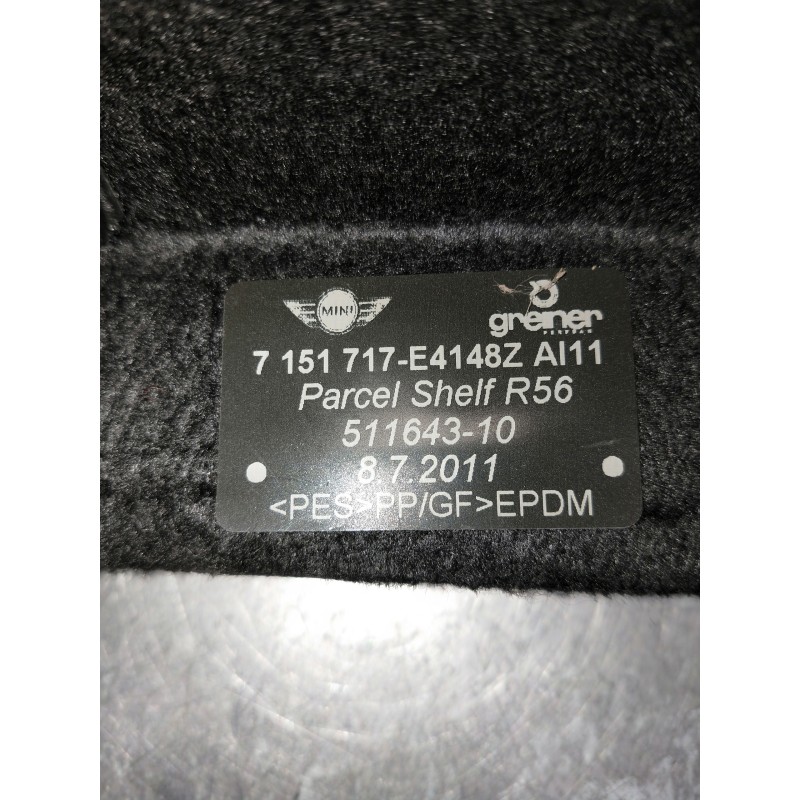 MINI
greiner
PERFOAM
7 151 717-E4148Z AI11
Parcel Shelf R56
511643-10
8.7.2011
<PES>PP/GF>EPDM